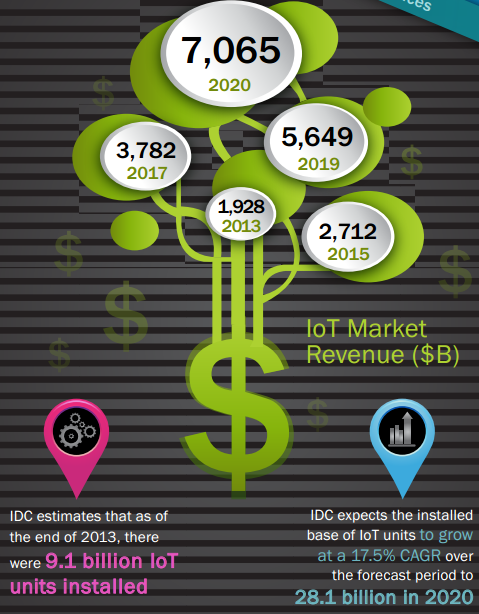 7,065
2020
5,649
2019
3,782
2017
1,928
2013
2,712
2015
IoT Market
Revenue ($B)
$
IDC estimates that as of
the end of 2013, there
were 9.1 billion IoT
units installed
IDC expects the installed
base of IoT units to grow
at a 17.5% CAGR over
the forecast period to
28.1 billion in 2020